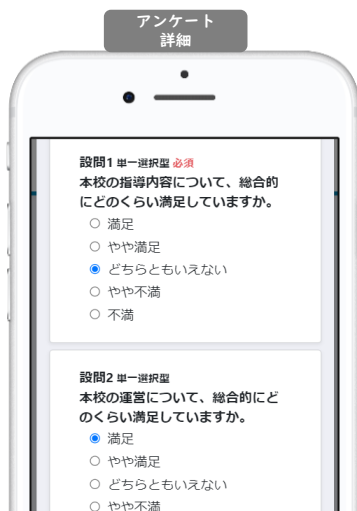 アンケート
詳細
設問1 単一選択型 必須
本校の指導内容について、総合的
にどのくらい満足していますか。
満足
やや満足
どちらともいえない
やや不満
不満
設問2 単一選択型
本校の運営について、総合的にど
のくらい満足していますか。
満足
やや満足
どちらともいえない
やや不満